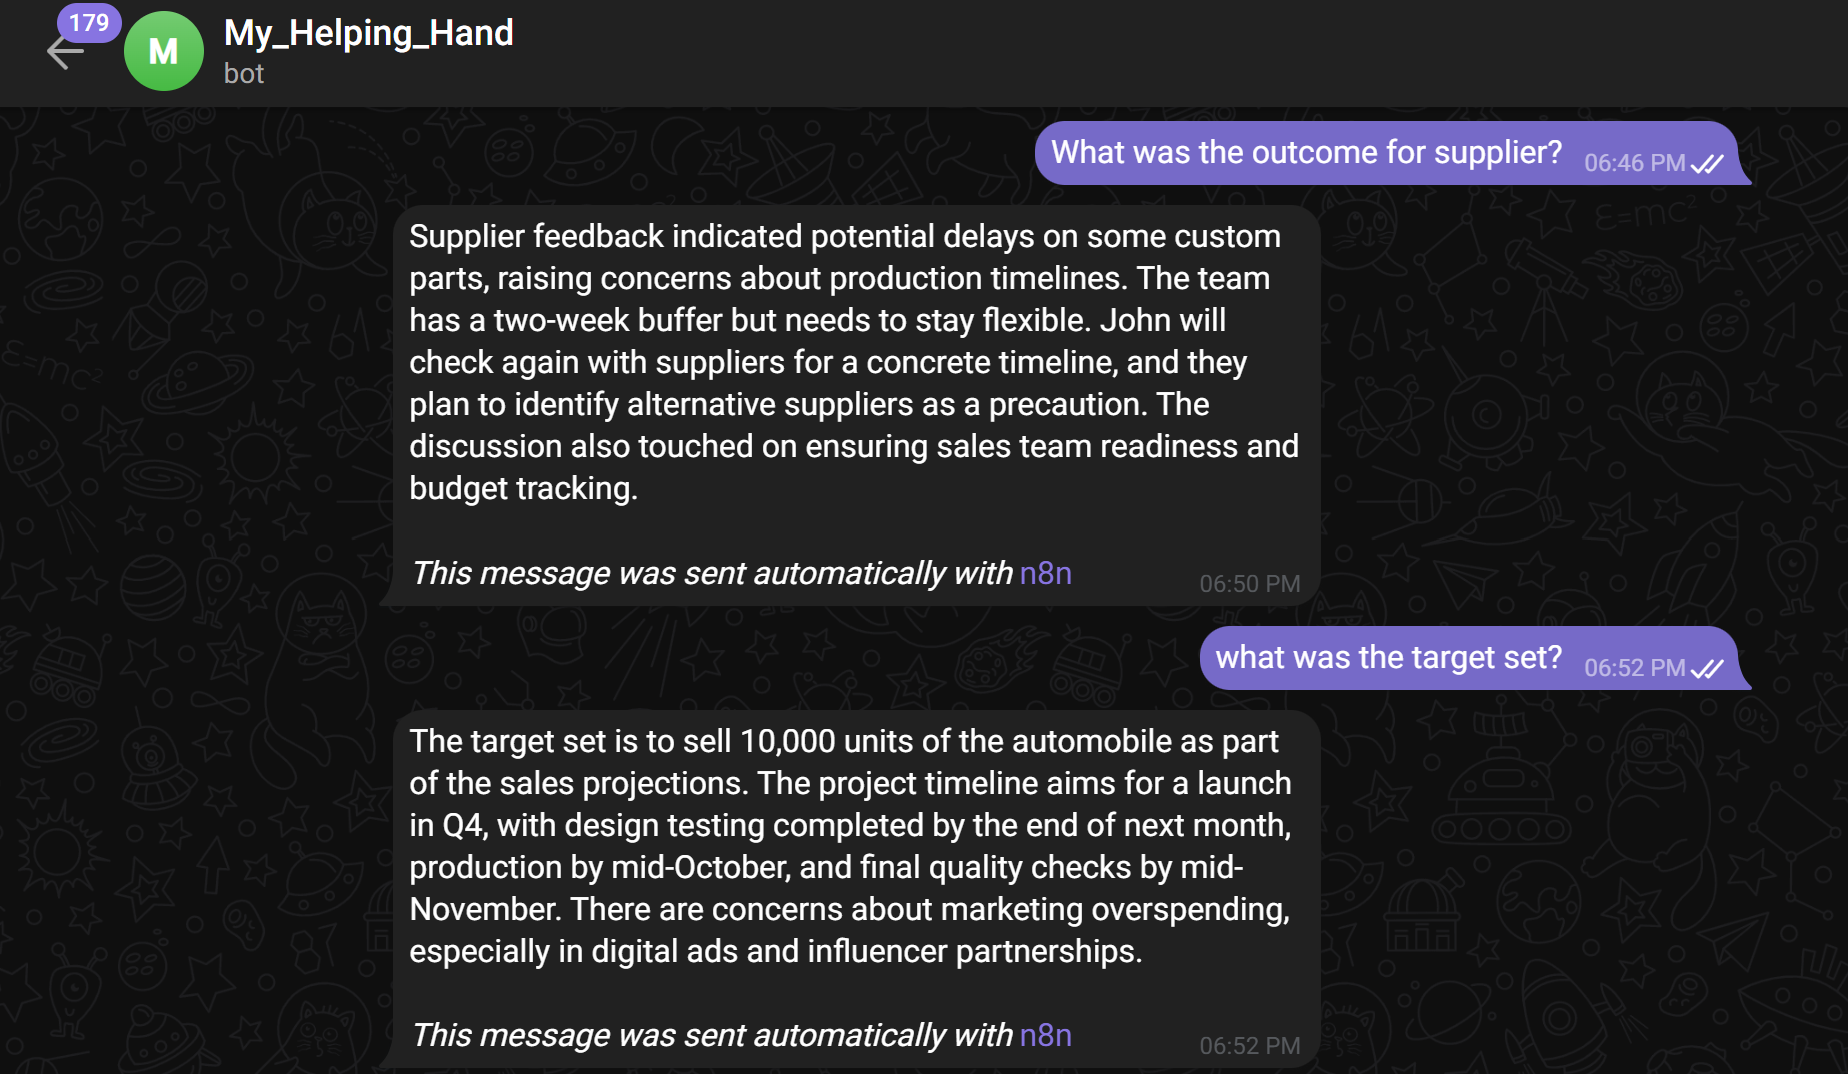 179
M
My_Helping_Hand
bot
What was the outcome for supplier? 06:46 PM
Supplier feedback indicated potential delays on some custom
parts, raising concerns about production timelines. The team
has a two-week buffer but needs to stay flexible. John will
check again with suppliers for a concrete timeline, and they
plan to identify alternative suppliers as a precaution. The
discussion also touched on ensuring sales team readiness and
budget tracking.
This message was sent automatically with n8n 06:50 PM
what was the target set? 06:52 PM
The target set is to sell 10,000 units of the automobile as part
of the sales projections. The project timeline aims for a launch
in Q4, with design testing completed by the end of next month,
production by mid-October, and final quality checks by mid-
November. There are concerns about marketing overspending,
especially in digital ads and influencer partnerships.
This message was sent automatically with n8n 06:52 PM
E=mc²
E=mc²